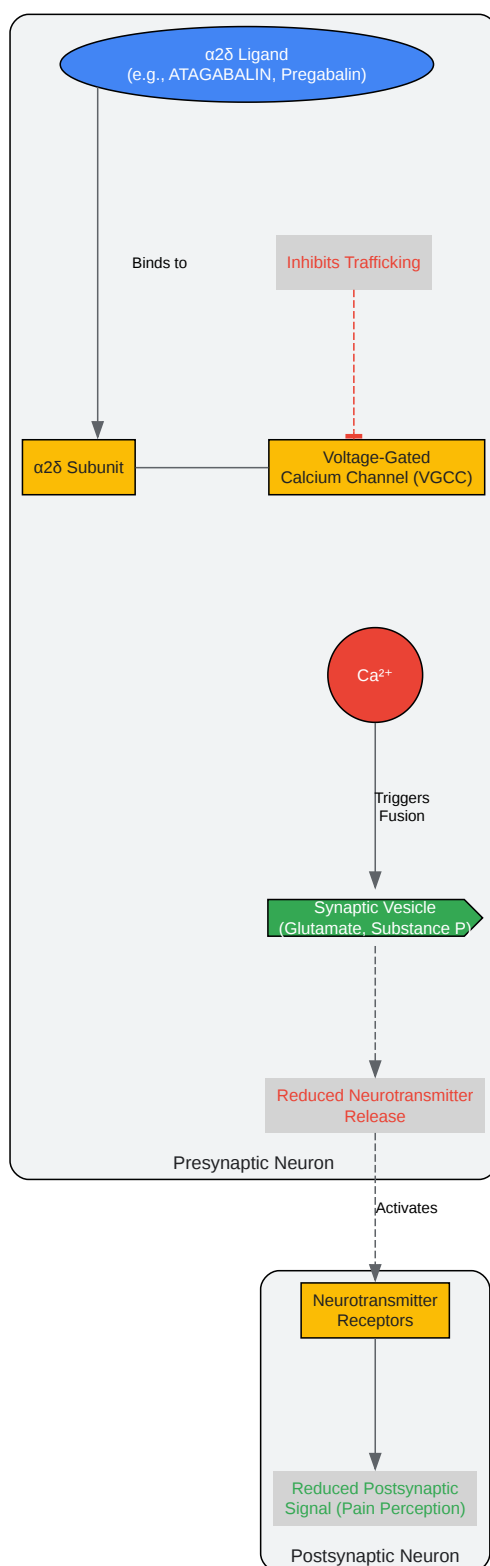 α2δ Ligand
(e.g., ATAGABALIN, Pregabalin)
Binds to
Inhibits Trafficking
α2δ Subunit
Voltage-Gated
Calcium Channel (VGCC)
Ca²⁺
Triggers
Fusion
Synaptic Vesicle
(Glutamate, Substance P)
Reduced Neurotransmitter
Release
Presynaptic Neuron
Activates
Neurotransmitter
Receptors
Reduced Postsynaptic
Signal (Pain Perception)
Postsynaptic Neuron